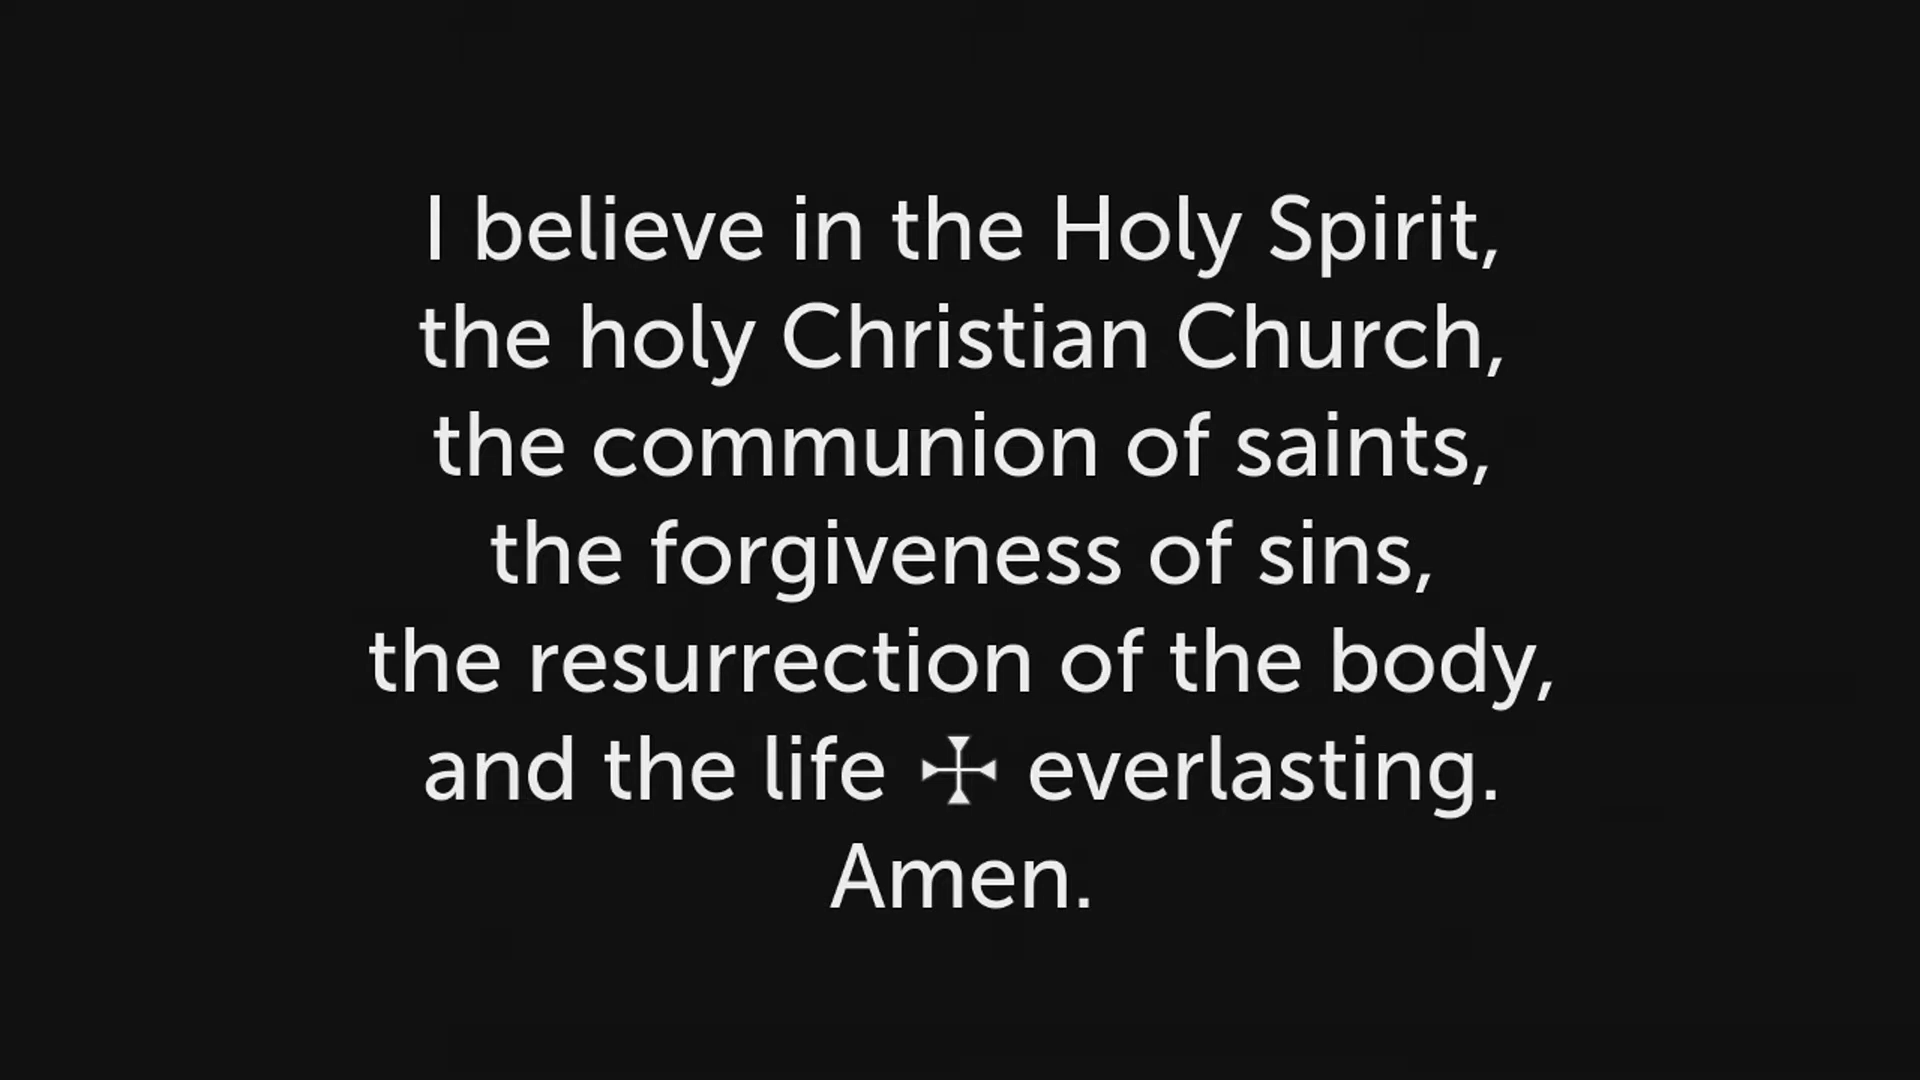 I believe in the Holy Spirit,
the holy Christian Church,
the communion of saints,
the forgiveness of sins,
the resurrection of the body,
and the life ☩ everlasting.
Amen.